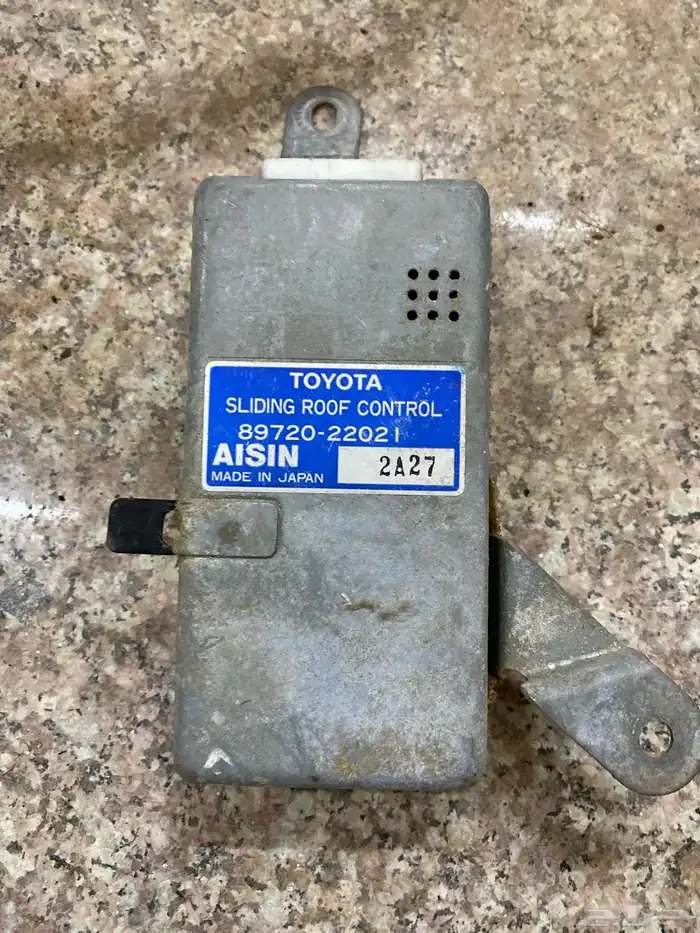 TOYOTA
SLIDING ROOF CONTROL
89720-22021
AISIN
2A27
MADE IN JAPAN